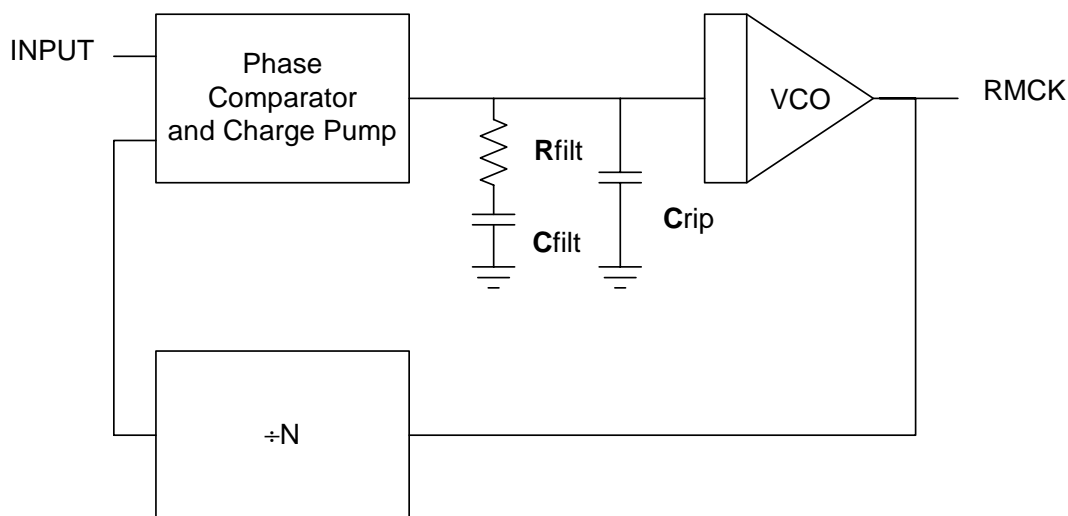 INPUT
Phase
Comparator
and Charge Pump
VCO
RMCK
Rfilt
Cfilt
Crip
÷N